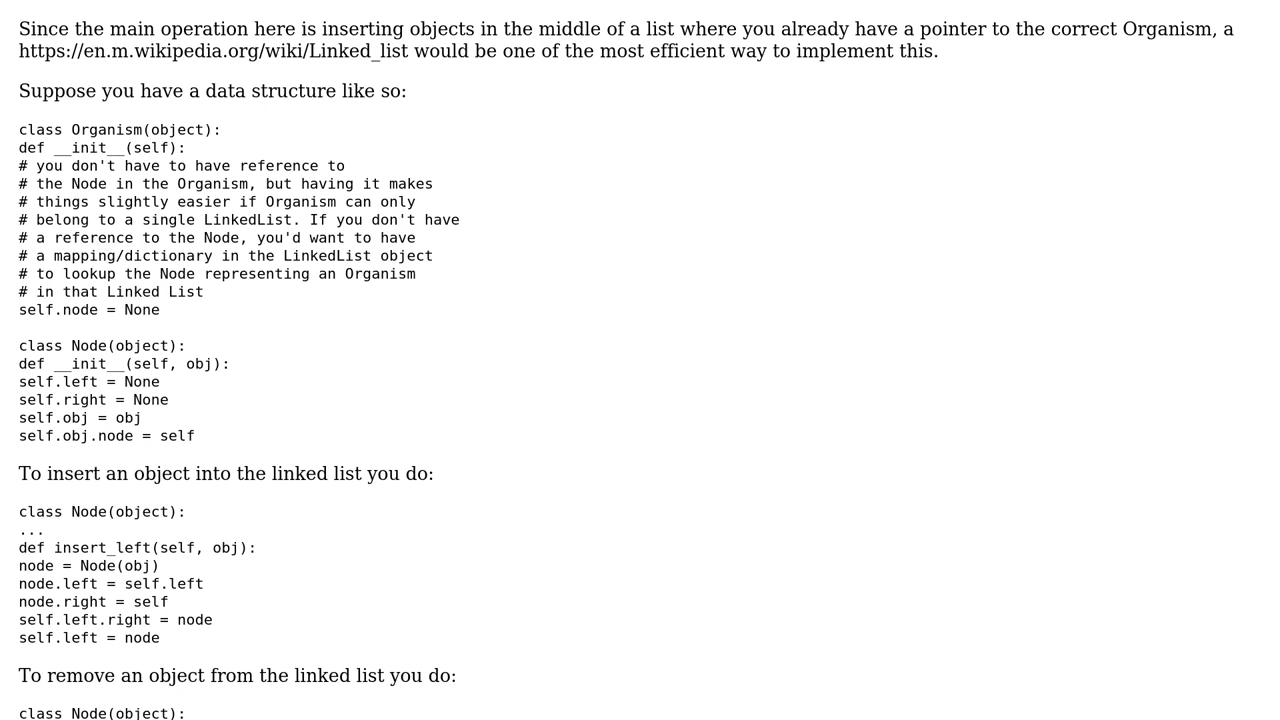 Since the main operation here is inserting objects in the middle of a list where you already have a pointer to the correct Organism, a
https://en.m.wikipedia.org/wiki/Linked_list would be one of the most efficient way to implement this.
Suppose you have a data structure like so:
class Organism(object):
def __init__(self):
# you don't have to have reference to
# the Node in the Organism, but having it makes
# things slightly easier if Organism can only
# belong to a single LinkedList. If you don't have
# a reference to the Node, you'd want to have
# a mapping/dictionary in the LinkedList object
# to lookup the Node representing an Organism
# in that Linked List
self.node = None
class Node(object):
def __init__(self, obj):
self.left = None
self.right = None
self.obj = obj
self.obj.node = self
To insert an object into the linked list you do:
class Node(object):
...
def insert_left(self, obj):
node = Node(obj)
node.left = self.left
node.right = self
self.left.right = node
self.left = node
To remove an object from the linked list you do:
class Node(object):